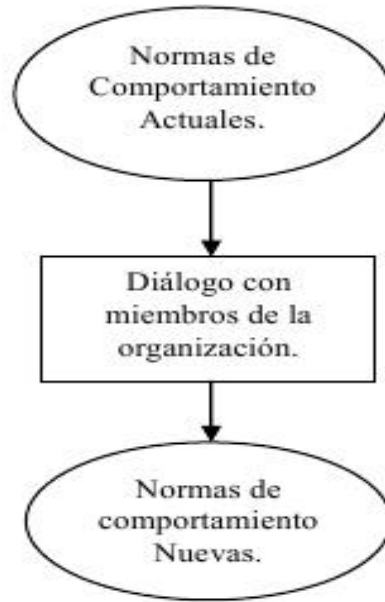 Normas de
Comportamiento
Actuales.
Diálogo con
miembros de la
organización.
Normas de
comportamiento
Nuevas.